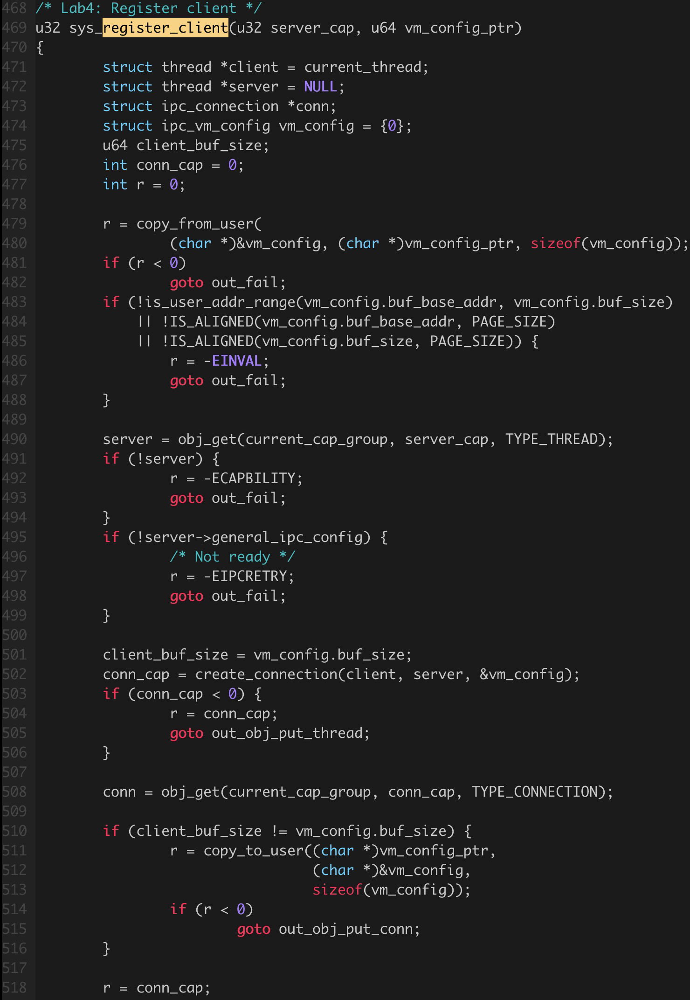 468 /* Lab4: Register client */
469 u32 sys_register_client(u32 server_cap, u64 vm_config_ptr)
470 {
471         struct thread *client = current_thread;
472         struct thread *server = NULL;
473         struct ipc_connection *conn;
474         struct ipc_vm_config vm_config = {0};
475         u64 client_buf_size;
476         int conn_cap = 0;
477         int r = 0;
478
479         r = copy_from_user(
480                 (char *)&vm_config, (char *)vm_config_ptr, sizeof(vm_config));
481         if (r < 0)
482                 goto out_fail;
483         if (!is_user_addr_range(vm_config.buf_base_addr, vm_config.buf_size)
484             || !IS_ALIGNED(vm_config.buf_base_addr, PAGE_SIZE)
485             || !IS_ALIGNED(vm_config.buf_size, PAGE_SIZE)) {
486                 r = -EINVAL;
487                 goto out_fail;
488         }
489
490         server = obj_get(current_cap_group, server_cap, TYPE_THREAD);
491         if (!server) {
492                 r = -ECAPBILITY;
493                 goto out_fail;
494         }
495         if (!server->general_ipc_config) {
496                 /* Not ready */
497                 r = -EIPCRETRY;
498                 goto out_fail;
499         }
500
501         client_buf_size = vm_config.buf_size;
502         conn_cap = create_connection(client, server, &vm_config);
503         if (conn_cap < 0) {
504                 r = conn_cap;
505                 goto out_obj_put_thread;
506         }
507
508         conn = obj_get(current_cap_group, conn_cap, TYPE_CONNECTION);
509
510         if (client_buf_size != vm_config.buf_size) {
511                 r = copy_to_user((char *)vm_config_ptr,
512                                  (char *)&vm_config,
513                                  sizeof(vm_config));
514                 if (r < 0)
515                         goto out_obj_put_conn;
516         }
517
518         r = conn_cap;